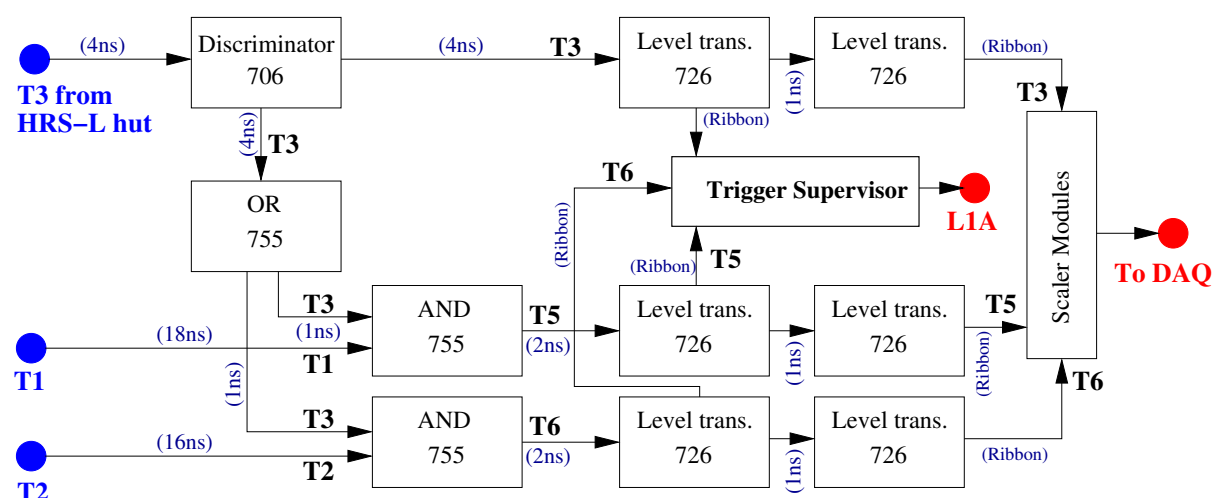 (4ns)
Discriminator
706
(4ns)
T3
Level trans.
726
(1ns)
Level trans.
726
(Ribbon)
T3
T3 from
HRS-L hut
(4ns)
T3
(Ribbon)
OR
755
T6
(Ribbon)
Trigger Supervisor
L1A
Scaler Modules
To DAQ
(Ribbon)
T5
T3
(1ns)
AND
755
T5
(2ns)
Level trans.
726
(1ns)
Level trans.
726
T5
(Ribbon)
(18ns)
T1
T1
(1ns)
T6
T3
AND
755
T6
(2ns)
Level trans.
726
(1ns)
Level trans.
726
(Ribbon)
(16ns)
T2
T2